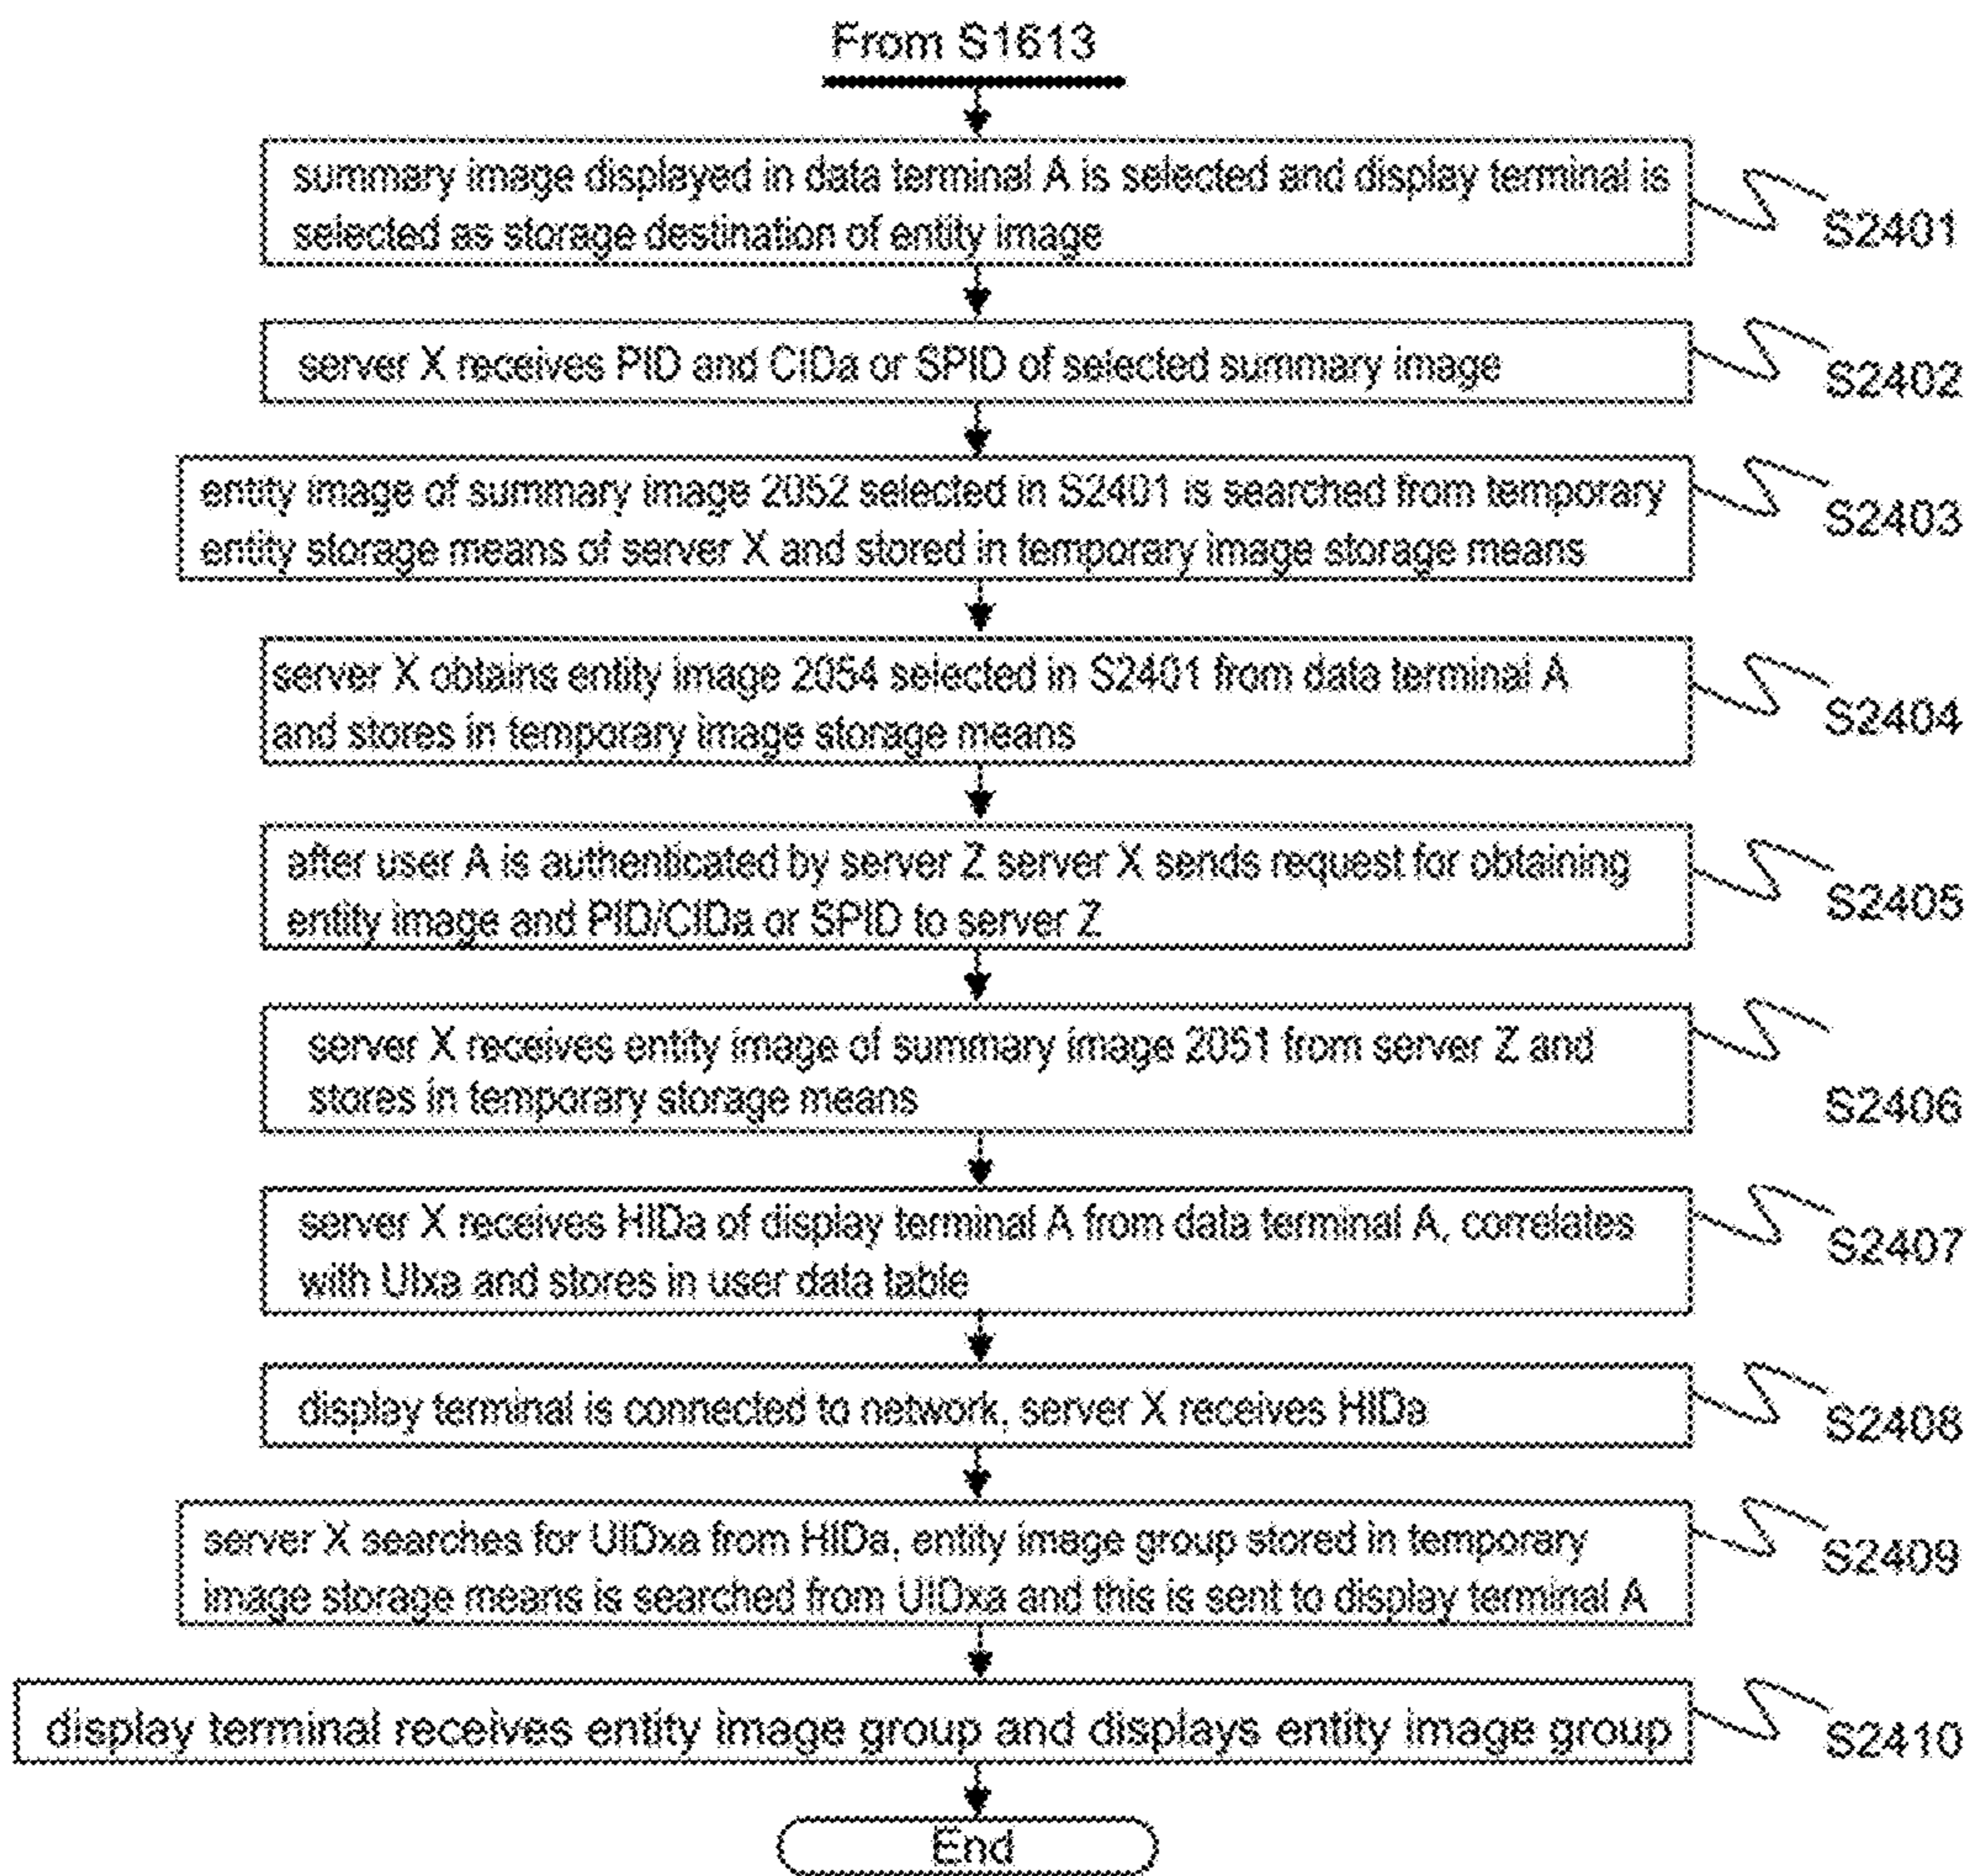 From S1613
summary image displayed in data terminal A is selected and display terminal is
selected as storage destination of entity image
S2401
server X receives PID and CIDa or SPID of selected summary image
S2402
entity image of summary image 2052 selected in S2401 is searched from temporary
entity storage means of server X and stored in temporary image storage means
S2403
server X obtains entity image 2054 selected in S2401 from data terminal A
and stores in temporary image storage means
S2404
after user A is authenticated by server Z server X sends request for obtaining
entity image and PID/CIDa or SPID to server Z
S2405
server X receives entity image of summary image 2051 from server Z and
stores in temporary storage means
S2406
server X receives HIDa of display terminal A from data terminal A, correlates
with UIxa and stores in user data table
S2407
display terminal is connected to network, server X receives HIDa
S2408
server X searches for UIDxa from HIDa, entity image group stored in temporary
image storage means is searched from UIDxa and this is sent to display terminal A
S2409
display terminal receives entity image group and displays entity image group
S2410
End